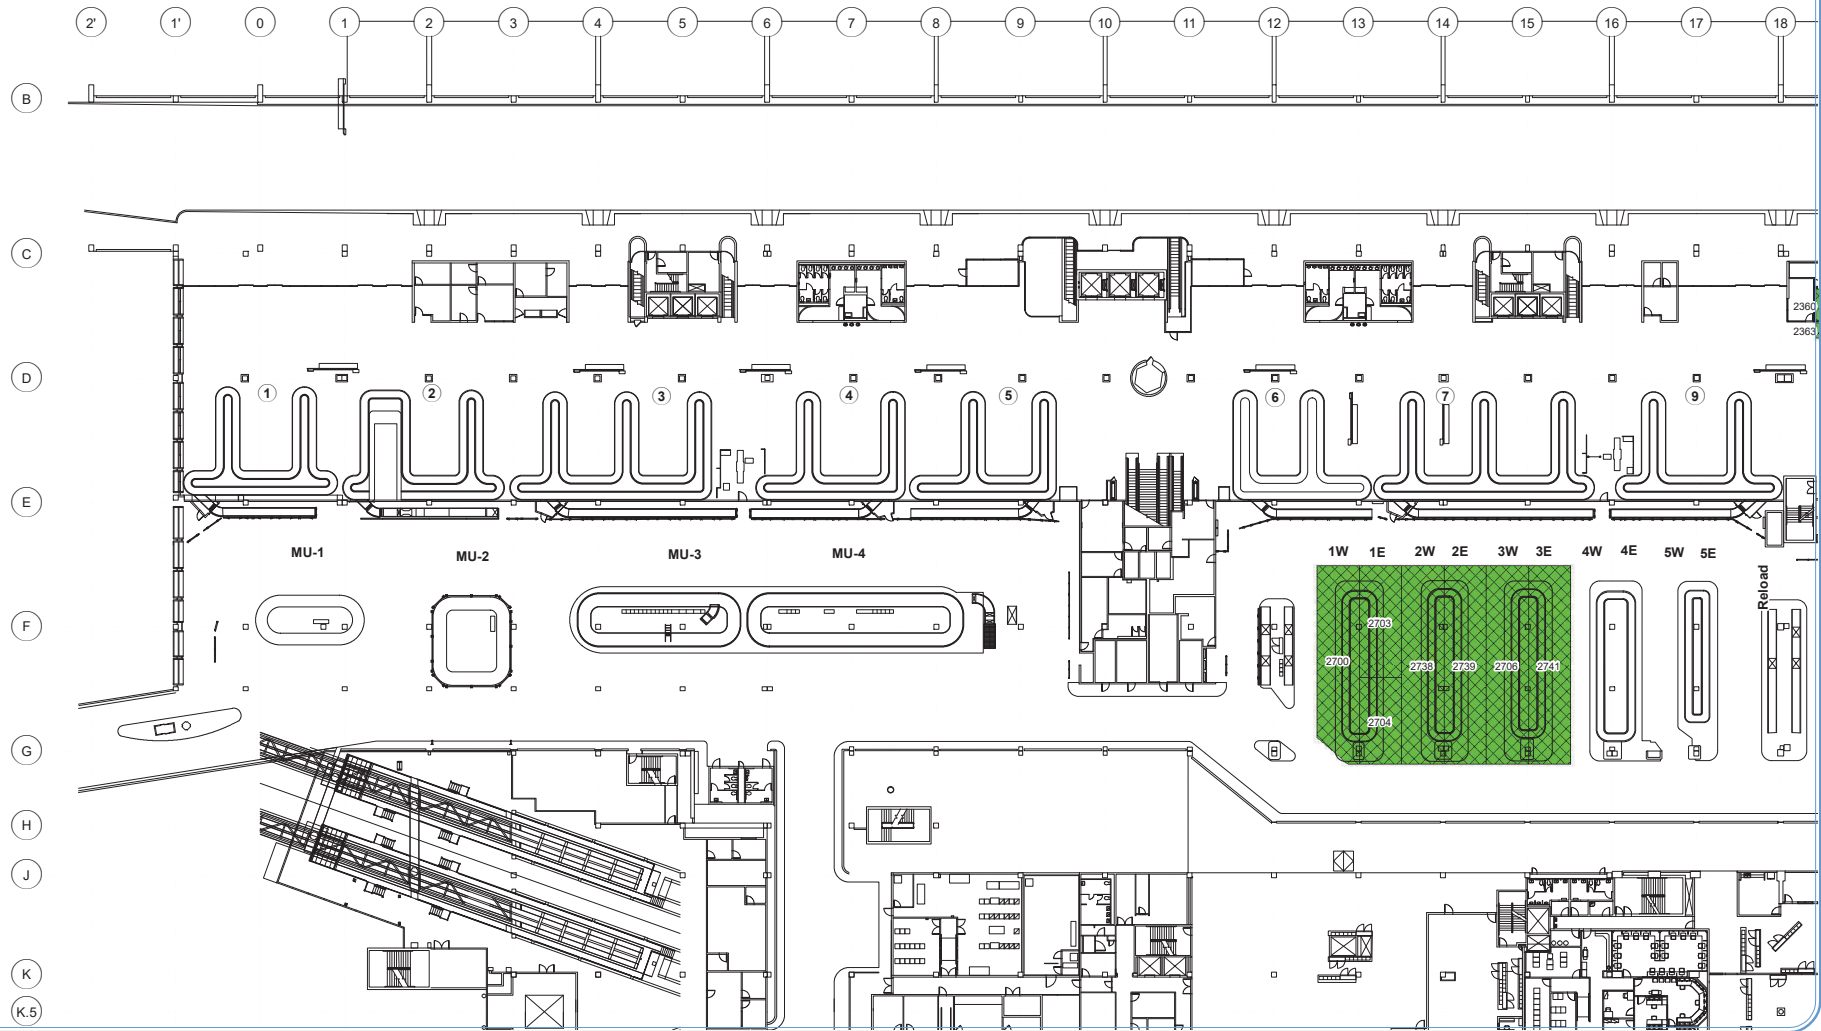 2' 1' 0 1 2 3 4 5 6 7 8 9 10 11 12 13 14 15 16 17 18
B
C
2360
2363
D
1 2 3 4 5 6 7 9
E
MU-1 MU-2 MU-3 MU-4
1W 1E 2W 2E 3W 3E 4W 4E 5W 5E
Reload
F
2703
2700 2738 2739 2706 2741
2704
G
H
J
K
K.5